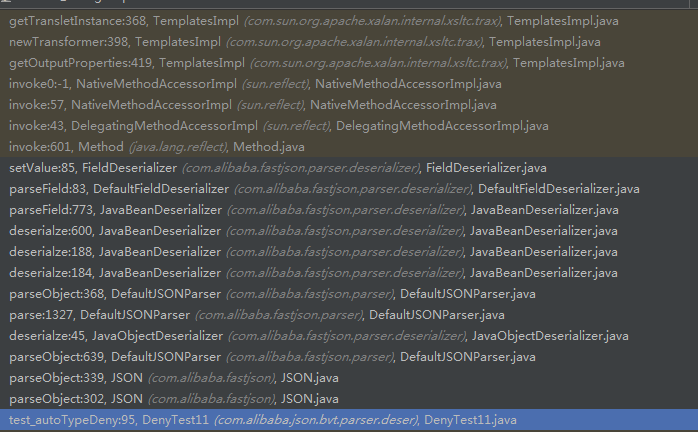 getTransletInstance:368, TemplatesImpl (com.sun.org.apache.xalan.internal.xsltc.trax), TemplatesImpl.java
newTransformer:398, TemplatesImpl (com.sun.org.apache.xalan.internal.xsltc.trax), TemplatesImpl.java
getOutputProperties:419, TemplatesImpl (com.sun.org.apache.xalan.internal.xsltc.trax), TemplatesImpl.java
invoke0:-1, NativeMethodAccessorImpl (sun.reflect), NativeMethodAccessorImpl.java
invoke:57, NativeMethodAccessorImpl (sun.reflect), NativeMethodAccessorImpl.java
invoke:43, DelegatingMethodAccessorImpl (sun.reflect), DelegatingMethodAccessorImpl.java
invoke:601, Method (java.lang.reflect), Method.java
setValue:85, FieldDeserializer (com.alibaba.fastjson.parser.deserializer), FieldDeserializer.java
parseField:83, DefaultFieldDeserializer (com.alibaba.fastjson.parser.deserializer), DefaultFieldDeserializer.java
parseField:773, JavaBeanDeserializer (com.alibaba.fastjson.parser.deserializer), JavaBeanDeserializer.java
deserialze:600, JavaBeanDeserializer (com.alibaba.fastjson.parser.deserializer), JavaBeanDeserializer.java
deserialze:188, JavaBeanDeserializer (com.alibaba.fastjson.parser.deserializer), JavaBeanDeserializer.java
deserialze:184, JavaBeanDeserializer (com.alibaba.fastjson.parser.deserializer), JavaBeanDeserializer.java
parseObject:368, DefaultJSONParser (com.alibaba.fastjson.parser), DefaultJSONParser.java
parse:1327, DefaultJSONParser (com.alibaba.fastjson.parser), DefaultJSONParser.java
deserialze:45, JavaObjectDeserializer (com.alibaba.fastjson.parser.deserializer), JavaObjectDeserializer.java
parseObject:639, DefaultJSONParser (com.alibaba.fastjson.parser), DefaultJSONParser.java
parseObject:339, JSON (com.alibaba.fastjson), JSON.java
parseObject:302, JSON (com.alibaba.fastjson), JSON.java
test_autoTypeDeny:95, DenyTest11 (com.alibaba.json.bvt.parser.deser), DenyTest11.java